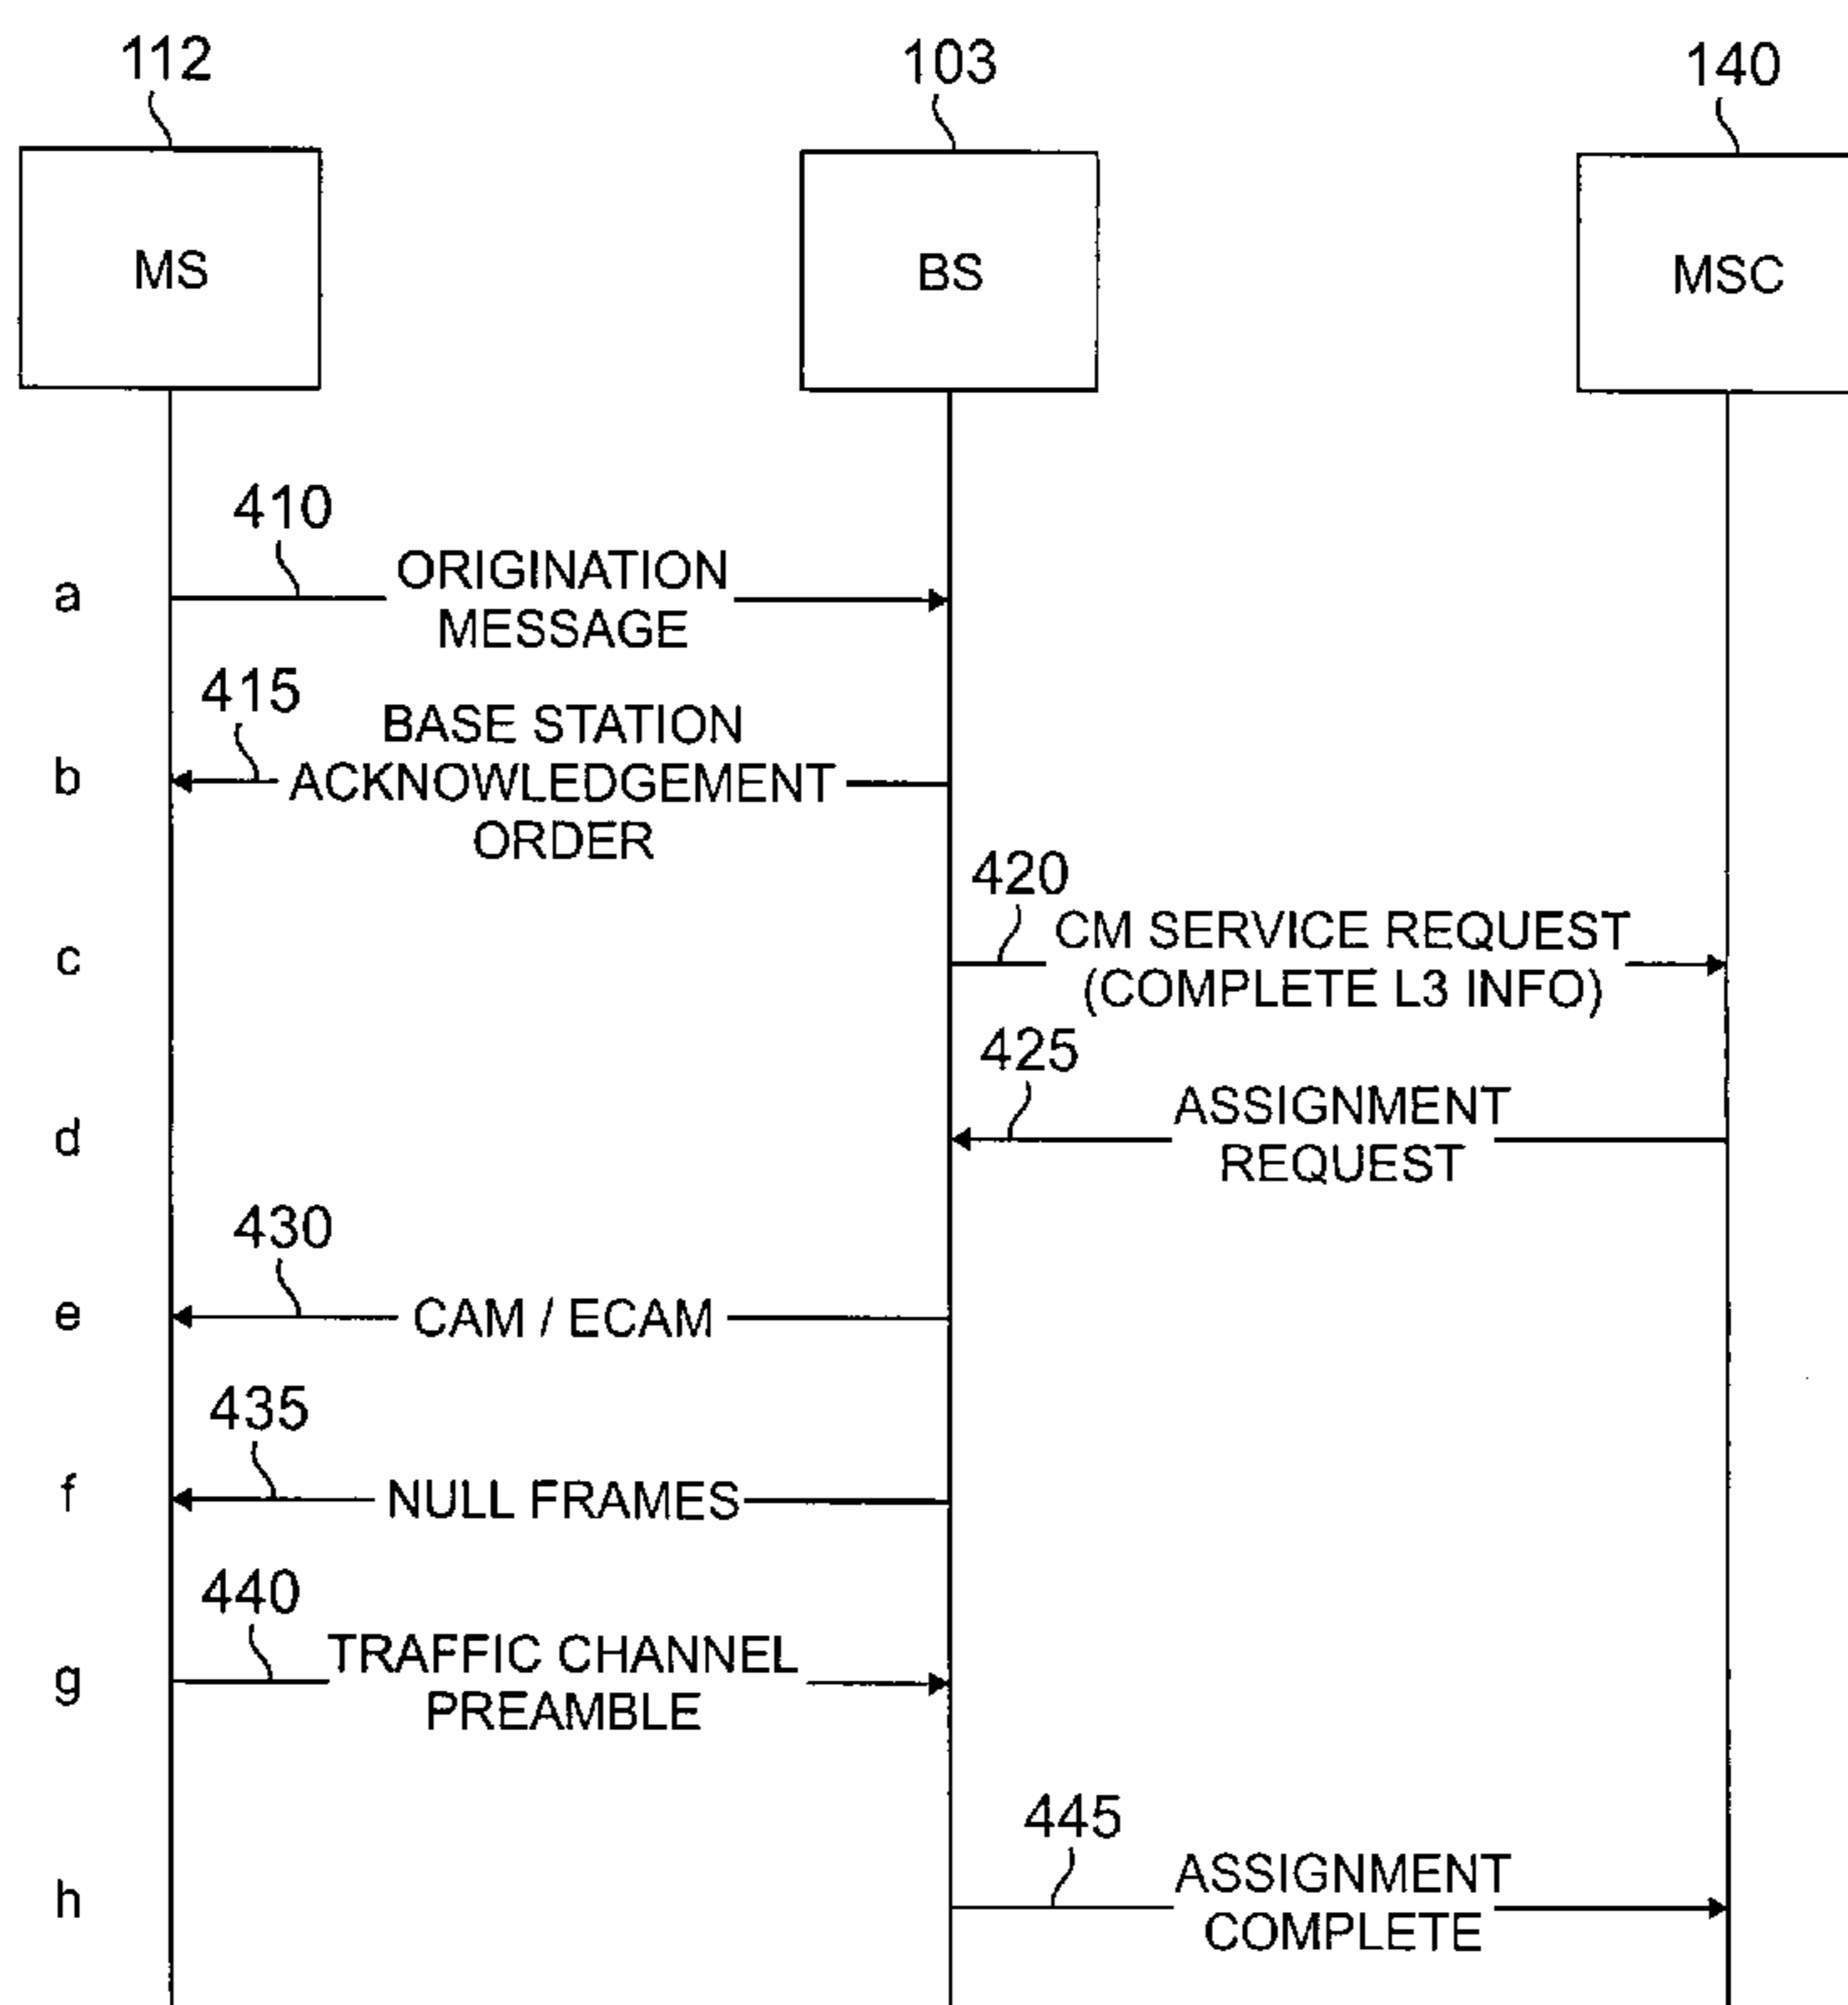 112
103
140
MS
BS
MSC
410
a
ORIGINATION
MESSAGE
415
b
BASE STATION
ACKNOWLEDGEMENT
ORDER
420
c
CM SERVICE REQUEST
(COMPLETE L3 INFO)
425
d
ASSIGNMENT
REQUEST
430
e
CAM / ECAM
435
f
NULL FRAMES
440
g
TRAFFIC CHANNEL
PREAMBLE
445
h
ASSIGNMENT
COMPLETE